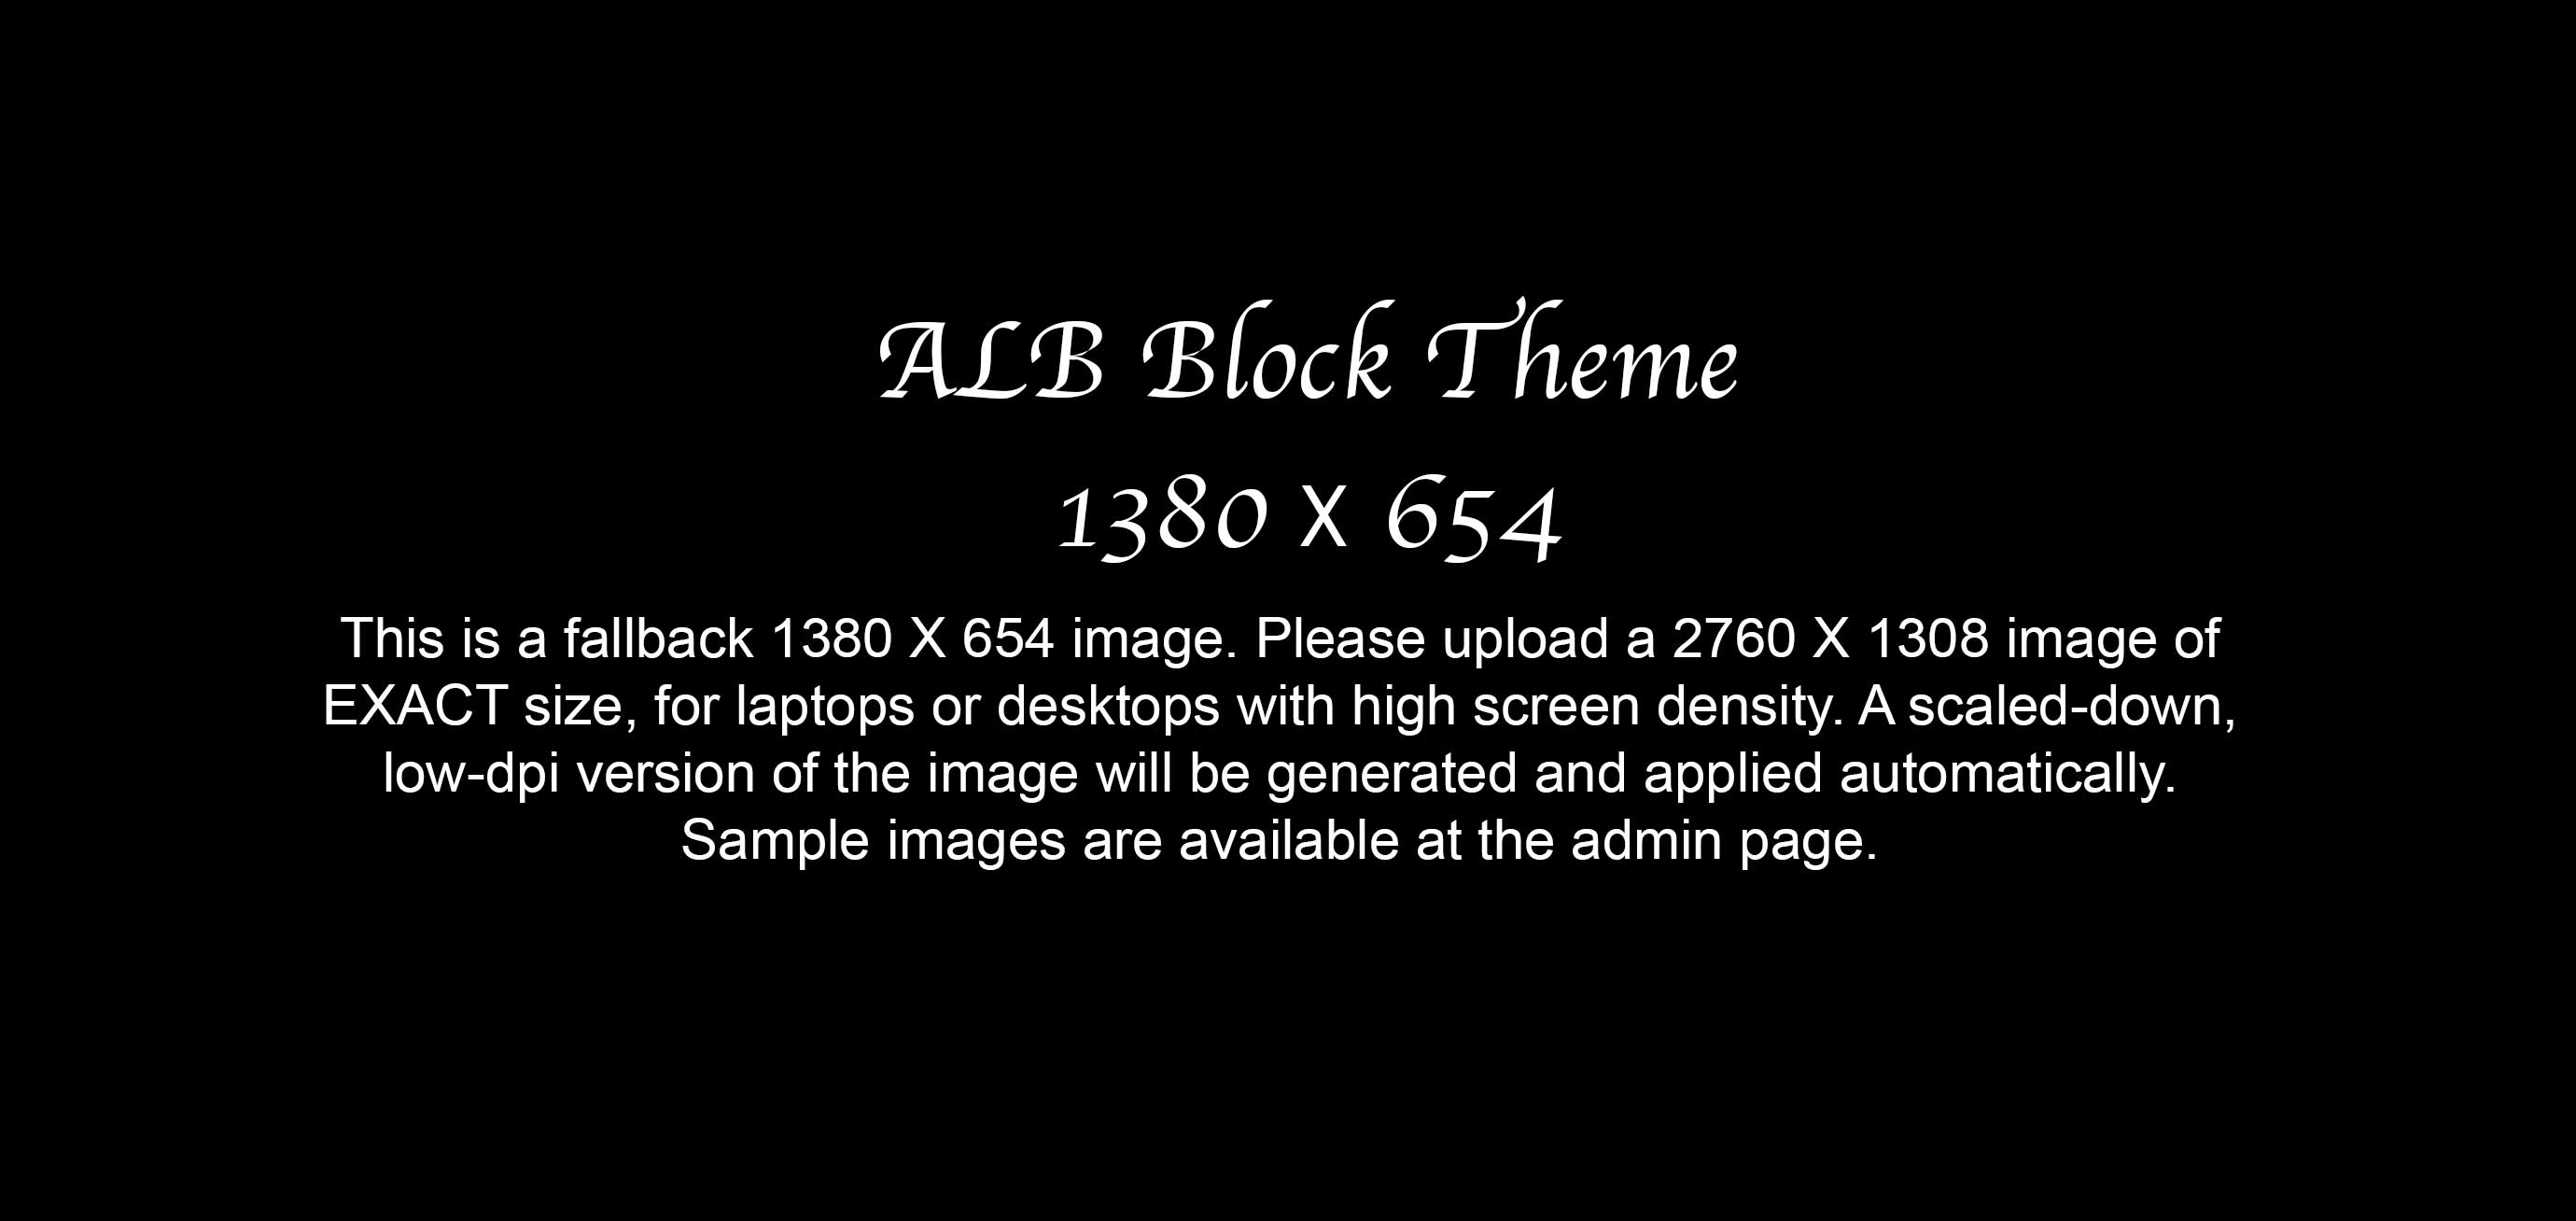 ALB Block Theme
1380 X 654
This is a fallback 1380 X 654 image. Please upload a 2760 X 1308 image of
EXACT size, for laptops or desktops with high screen density. A scaled-down,
low-dpi version of the image will be generated and applied automatically.
Sample images are available at the admin page.